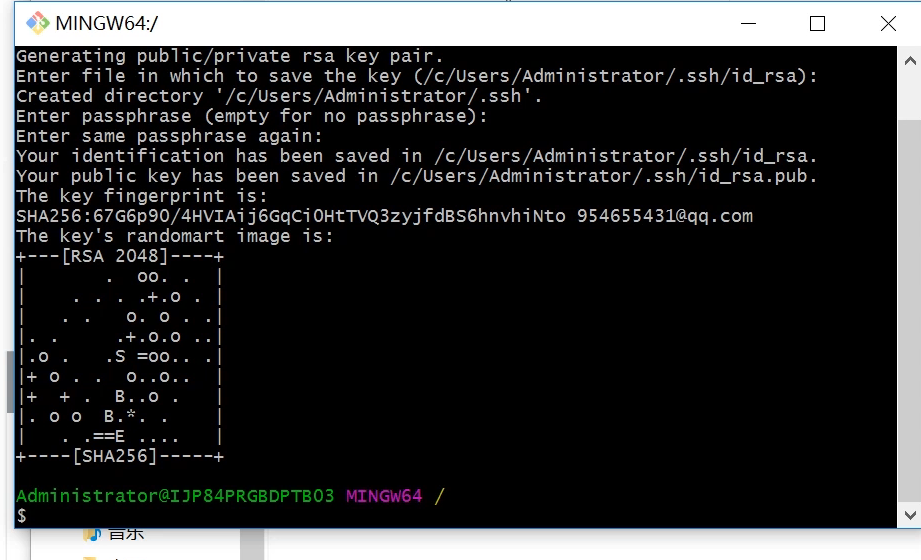 MINGW64:/
Generating public/private rsa key pair.
Enter file in which to save the key (/c/Users/Administrator/.ssh/id_rsa):
Created directory '/c/Users/Administrator/.ssh'.
Enter passphrase (empty for no passphrase):
Enter same passphrase again:
Your identification has been saved in /c/Users/Administrator/.ssh/id_rsa.
Your public key has been saved in /c/Users/Administrator/.ssh/id_rsa.pub.
The key fingerprint is:
SHA256:67G6p9O/4HVIAij6GqCiOHtTVQ3zyjfdBS6hnvhiNto 954655431@qq.com
The key's randomart image is:
+---[RSA 2048]----+
|       .  oo. .  |
|    . . . .+.o . |
|   . .   o. o . .|
|. .     .+.o.o ..|
|.o .   .S =oo.. .|
|+ o . .  o..o..  |
|+  + .  B..o .   |
|. o o  B.*. .    |
|   . .==E ....   |
+----[SHA256]-----+
Administrator@IJP84PRGBDPTBO3 MINGW64 /
$
音乐